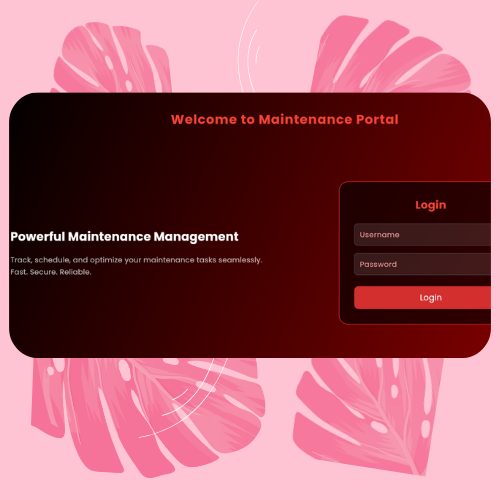 Welcome to Maintenance Portal
Login
Powerful Maintenance Management
Username
Track, schedule, and optimize your maintenance tasks seamlessly.
Fast. Secure. Reliable.
Password
Login